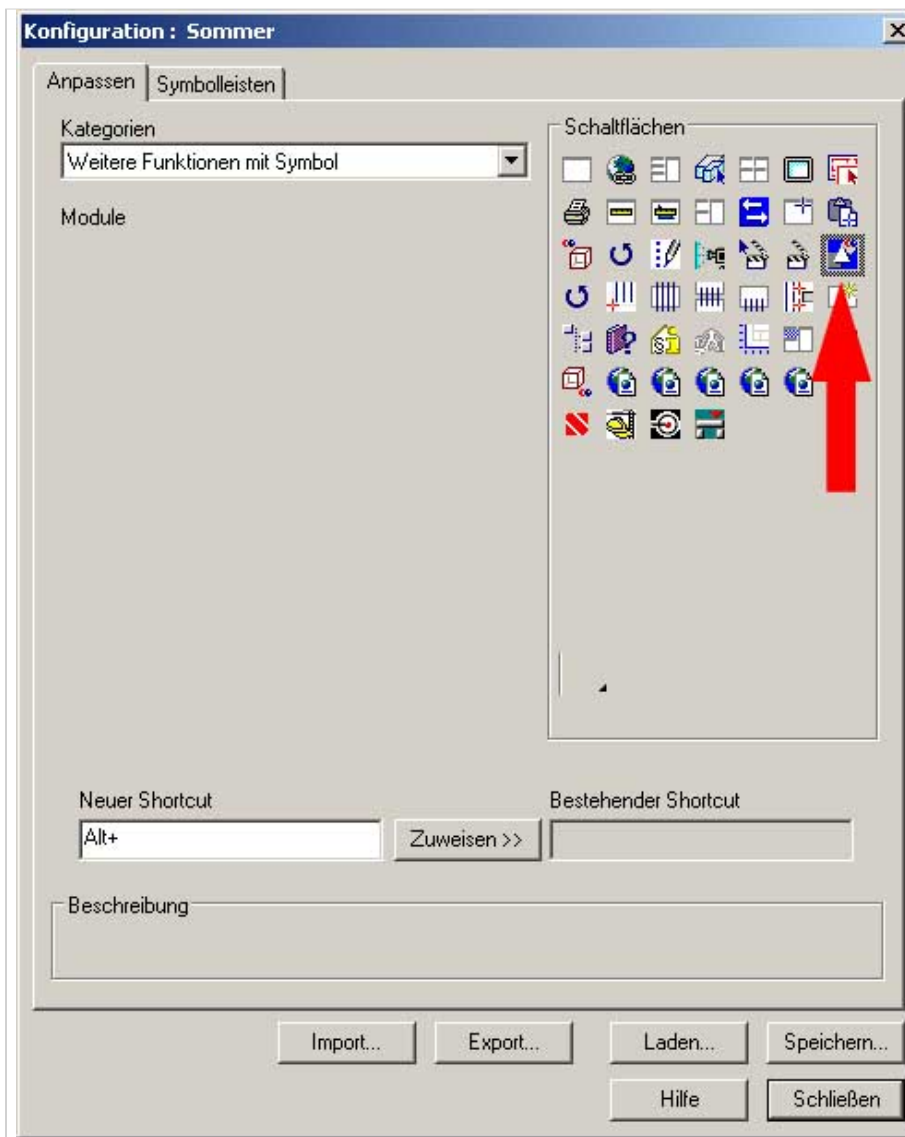 Konfiguration : Sommer
Anpassen
Symbolleisten
Kategorien
Weitere Funktionen mit Symbol
Module
Schaltflächen
Neuer Shortcut
Alt+
Zuweisen >>
Bestehender Shortcut
Beschreibung
Import...
Export...
Laden...
Speichern...
Hilfe
Schließen